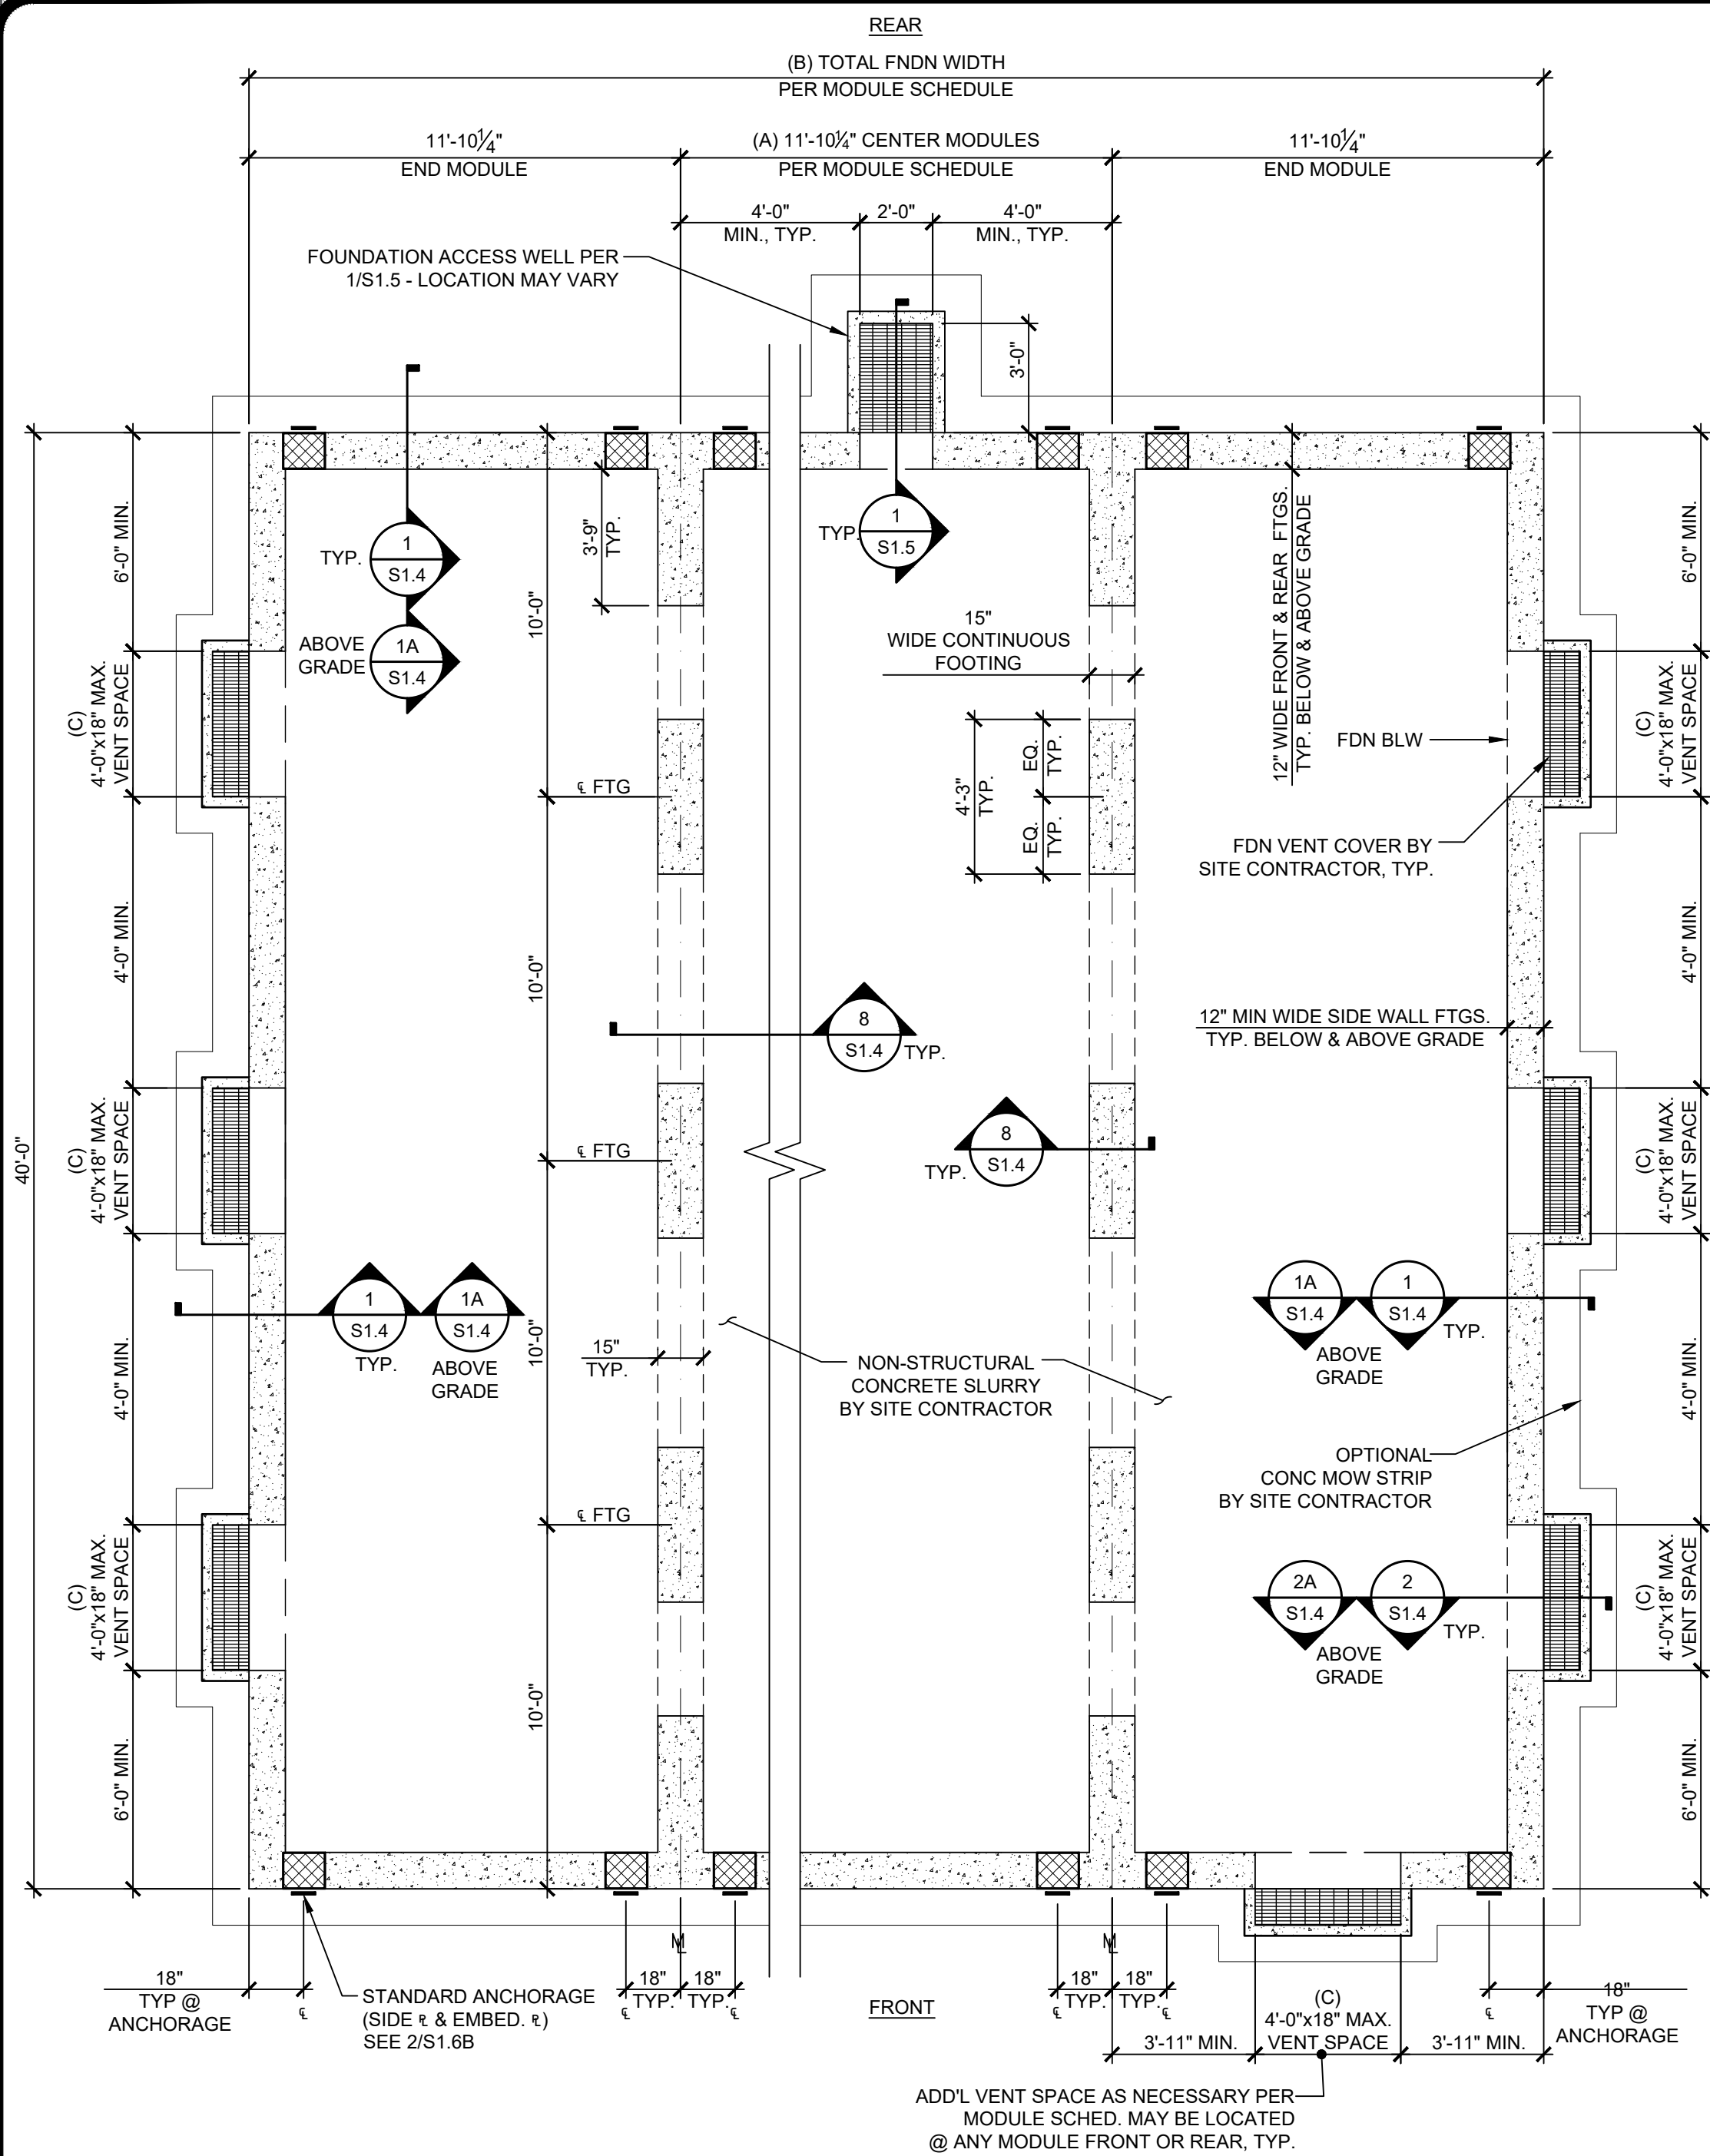 REAR
(B) TOTAL FNDN WIDTH
PER MODULE SCHEDULE
11'-10¼"
END MODULE
(A) 11'-10¼" CENTER MODULES
PER MODULE SCHEDULE
11'-10¼"
END MODULE
4'-0"
MIN., TYP.
2'-0"
4'-0"
MIN., TYP.
FOUNDATION ACCESS WELL PER
1/S1.5 - LOCATION MAY VARY
3'-0"
6'-0" MIN.
TYP.
1
S1.4
ABOVE
GRADE
1A
S1.4
3'-9"
TYP.
10'-0"
TYP.
1
S1.5
15"
WIDE CONTINUOUS
FOOTING
12" WIDE FRONT & REAR FTGS.
TYP. BELOW & ABOVE GRADE
6'-0" MIN.
(C)
4'-0"x18" MAX.
VENT SPACE
℄ FTG
4'-3"
TYP.
EQ.
TYP.
EQ.
TYP.
FDN BLW
FDN VENT COVER BY
SITE CONTRACTOR, TYP.
(C)
4'-0"x18" MAX.
VENT SPACE
4'-0" MIN.
10'-0"
8
S1.4
TYP.
12" MIN WIDE SIDE WALL FTGS.
TYP. BELOW & ABOVE GRADE
4'-0" MIN.
40'-0"
(C)
4'-0"x18" MAX.
VENT SPACE
℄ FTG
8
S1.4
TYP.
(C)
4'-0"x18" MAX.
VENT SPACE
4'-0" MIN.
1
S1.4
TYP.
1A
S1.4
ABOVE
GRADE
10'-0"
15"
TYP.
NON-STRUCTURAL
CONCRETE SLURRY
BY SITE CONTRACTOR
1A
S1.4
ABOVE
GRADE
1
S1.4
TYP.
4'-0" MIN.
OPTIONAL
CONC MOW STRIP
BY SITE CONTRACTOR
(C)
4'-0"x18" MAX.
VENT SPACE
℄ FTG
2A
S1.4
ABOVE
GRADE
2
S1.4
TYP.
(C)
4'-0"x18" MAX.
VENT SPACE
6'-0" MIN.
10'-0"
6'-0" MIN.
18"
TYP @
ANCHORAGE
℄
STANDARD ANCHORAGE
(SIDE ⅊ & EMBED. ⅊)
SEE 2/S1.6B
ML
18"
TYP.
18"
TYP.
℄
℄
FRONT
ML
18"
TYP.
18"
TYP.
℄
℄
3'-11" MIN.
(C)
4'-0"x18" MAX.
VENT SPACE
3'-11" MIN.
℄
18"
TYP @
ANCHORAGE
ADD'L VENT SPACE AS NECESSARY PER
MODULE SCHED. MAY BE LOCATED
@ ANY MODULE FRONT OR REAR, TYP.